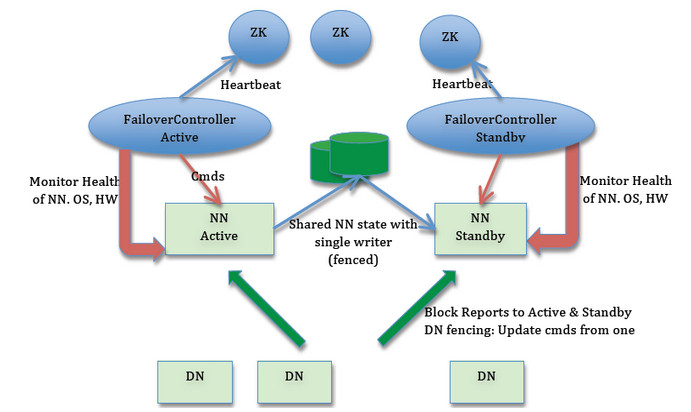 ZK
ZK
ZK
Heartbeat
Heartbeat
FailoverController
Active
FailoverController
Standby
Cmds
Monitor Health
of NN. OS, HW
Monitor Health
of NN. OS, HW
NN
Active
Shared NN state with
single writer
(fenced)
NN
Standby
Block Reports to Active & Standby
DN fencing: Update cmds from one
DN
DN
DN